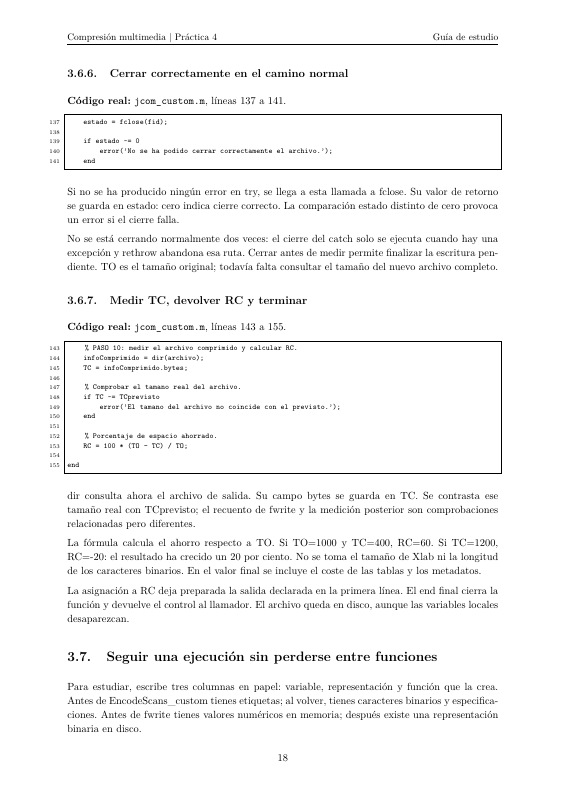 Compresión multimedia | Práctica 4 Guía de estudio
3.6.6. Cerrar correctamente en el camino normal
Código real: jcom_custom.m, líneas 137 a 141.
137 estado = fclose(fid);
138
139 if estado ~= 0
140 error('No se ha podido cerrar correctamente el archivo.');
141 end
Si no se ha producido ningún error en try, se llega a esta llamada a fclose. Su valor de retorno
se guarda en estado: cero indica cierre correcto. La comparación estado distinto de cero provoca
un error si el cierre falla.
No se está cerrando normalmente dos veces: el cierre del catch solo se ejecuta cuando hay una
excepción y rethrow abandona esa ruta. Cerrar antes de medir permite finalizar la escritura pen-
diente. TO es el tamaño original; todavía falta consultar el tamaño del nuevo archivo completo.
3.6.7. Medir TC, devolver RC y terminar
Código real: jcom_custom.m, líneas 143 a 155.
143 % PASO 10: medir el archivo comprimido y calcular RC.
144 infoComprimido = dir(archivo);
145 TC = infoComprimido.bytes;
146
147 % Comprobar el tamano real del archivo.
148 if TC ~= TCprevisto
149 error('El tamano del archivo no coincide con el previsto.');
150 end
151
152 % Porcentaje de espacio ahorrado.
153 RC = 100 * (TO - TC) / TO;
154
155 end
dir consulta ahora el archivo de salida. Su campo bytes se guarda en TC. Se contrasta ese
tamaño real con TCprevisto; el recuento de fwrite y la medición posterior son comprobaciones
relacionadas pero diferentes.
La fórmula calcula el ahorro respecto a TO. Si TO=1000 y TC=400, RC=60. Si TC=1200,
RC=-20: el resultado ha crecido un 20 por ciento. No se toma el tamaño de Xlab ni la longitud
de los caracteres binarios. En el valor final se incluye el coste de las tablas y los metadatos.
La asignación a RC deja preparada la salida declarada en la primera línea. El end final cierra la
función y devuelve el control al llamador. El archivo queda en disco, aunque las variables locales
desaparezcan.
3.7. Seguir una ejecución sin perderse entre funciones
Para estudiar, escribe tres columnas en papel: variable, representación y función que la crea.
Antes de EncodeScans_custom tienes etiquetas; al volver, tienes caracteres binarios y especifica-
ciones. Antes de fwrite tienes valores numéricos en memoria; después existe una representación
binaria en disco.
18